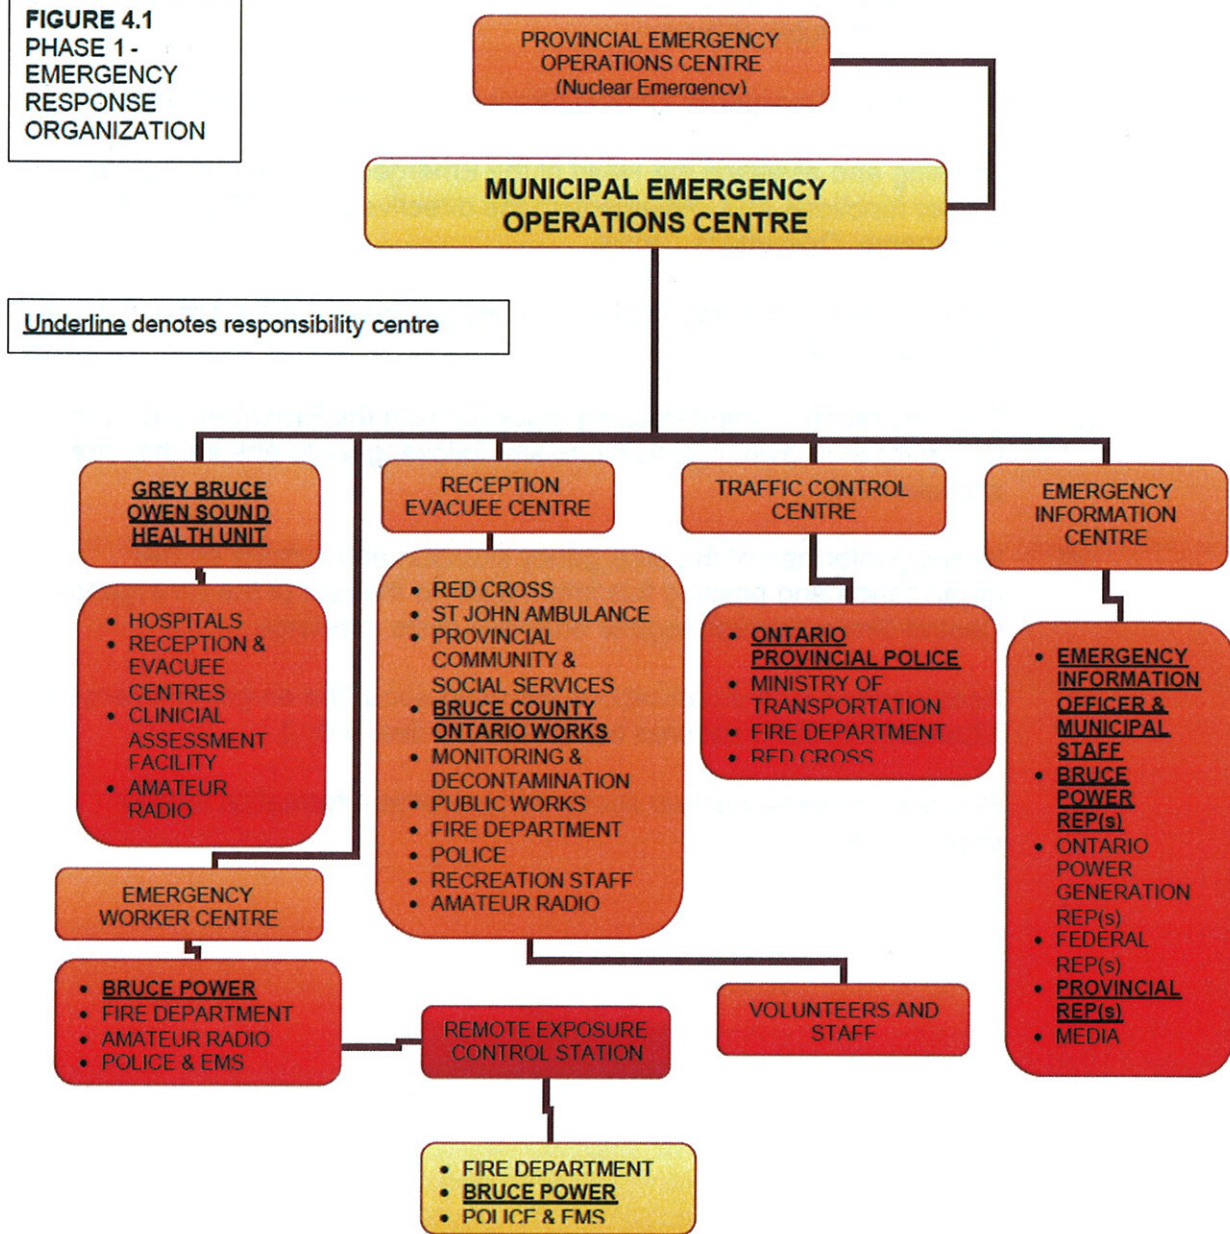 FIGURE 4.1
PHASE 1 -
EMERGENCY
RESPONSE
ORGANIZATION
PROVINCIAL EMERGENCY
OPERATIONS CENTRE
(Nuclear Emergency)
MUNICIPAL EMERGENCY
OPERATIONS CENTRE
Underline denotes responsibility centre
GREY BRUCE
OWEN SOUND
HEALTH UNIT
• HOSPITALS
• RECEPTION &
EVACUEE
CENTRES
• CLINICIAL
ASSESSMENT
FACILITY
• AMATEUR
RADIO
RECEPTION
EVACUEE CENTRE
• RED CROSS
• ST JOHN AMBULANCE
• PROVINCIAL
COMMUNITY &
SOCIAL SERVICES
• BRUCE COUNTY
ONTARIO WORKS
• MONITORING &
DECONTAMINATION
• PUBLIC WORKS
• FIRE DEPARTMENT
• POLICE
• RECREATION STAFF
• AMATEUR RADIO
TRAFFIC CONTROL
CENTRE
• ONTARIO
PROVINCIAL POLICE
• MINISTRY OF
TRANSPORTATION
• FIRE DEPARTMENT
• RED CROSS
EMERGENCY
INFORMATION
CENTRE
• EMERGENCY
INFORMATION
OFFICER &
MUNICIPAL
STAFF
• BRUCE
POWER
REP(s)
• ONTARIO
POWER
GENERATION
REP(s)
• FEDERAL
REP(s)
• PROVINCIAL
REP(s)
• MEDIA
EMERGENCY
WORKER CENTRE
• BRUCE POWER
• FIRE DEPARTMENT
• AMATEUR RADIO
• POLICE & EMS
REMOTE EXPOSURE
CONTROL STATION
VOLUNTEERS AND
STAFF
• FIRE DEPARTMENT
• BRUCE POWER
• POLICE & EMS